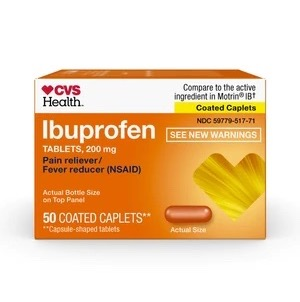 CVS
Health.
Compare to the active
ingredient in Motrin® IB†
Coated Caplets
NDC 59779-517-71
Ibuprofen
SEE NEW WARNINGS
TABLETS, 200 mg
Pain reliever/
Fever reducer (NSAID)
Actual Bottle Size
on Top Panel
50 COATED CAPLETS**
**Capsule-shaped tablets
Actual Size